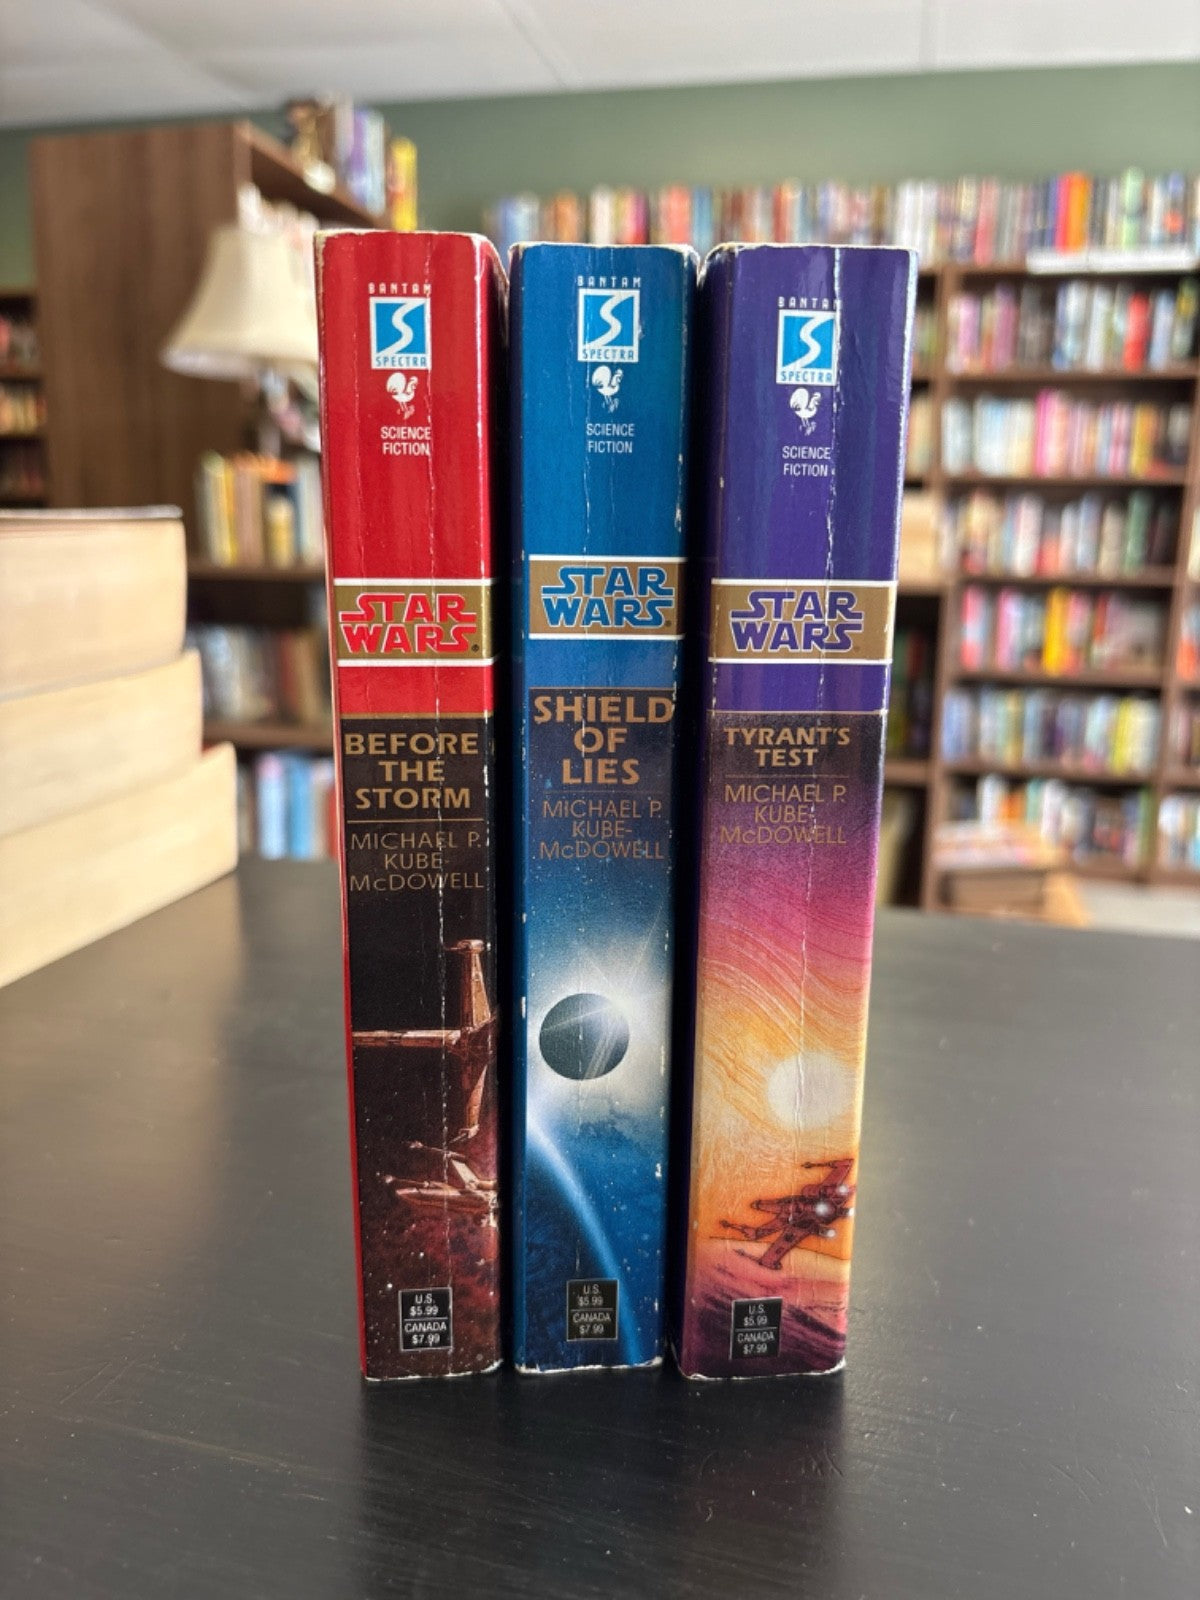 BANTAM
SPECTRA
SCIENCE
FICTION
STAR
WARS®
BEFORE
THE
STORM
MICHAEL P.
KUBE-
McDOWELL
U.S.
$5.99
CANADA
$7.99
BANTAM
SPECTRA
SCIENCE
FICTION
STAR
WARS®
SHIELD
OF
LIES
MICHAEL P.
KUBE-
McDOWELL
U.S.
$5.99
CANADA
$7.99
BANTAM
SPECTRA
SCIENCE
FICTION
STAR
WARS®
TYRANT'S
TEST
MICHAEL P.
KUBE-
McDOWELL
U.S.
$5.99
CANADA
$7.99